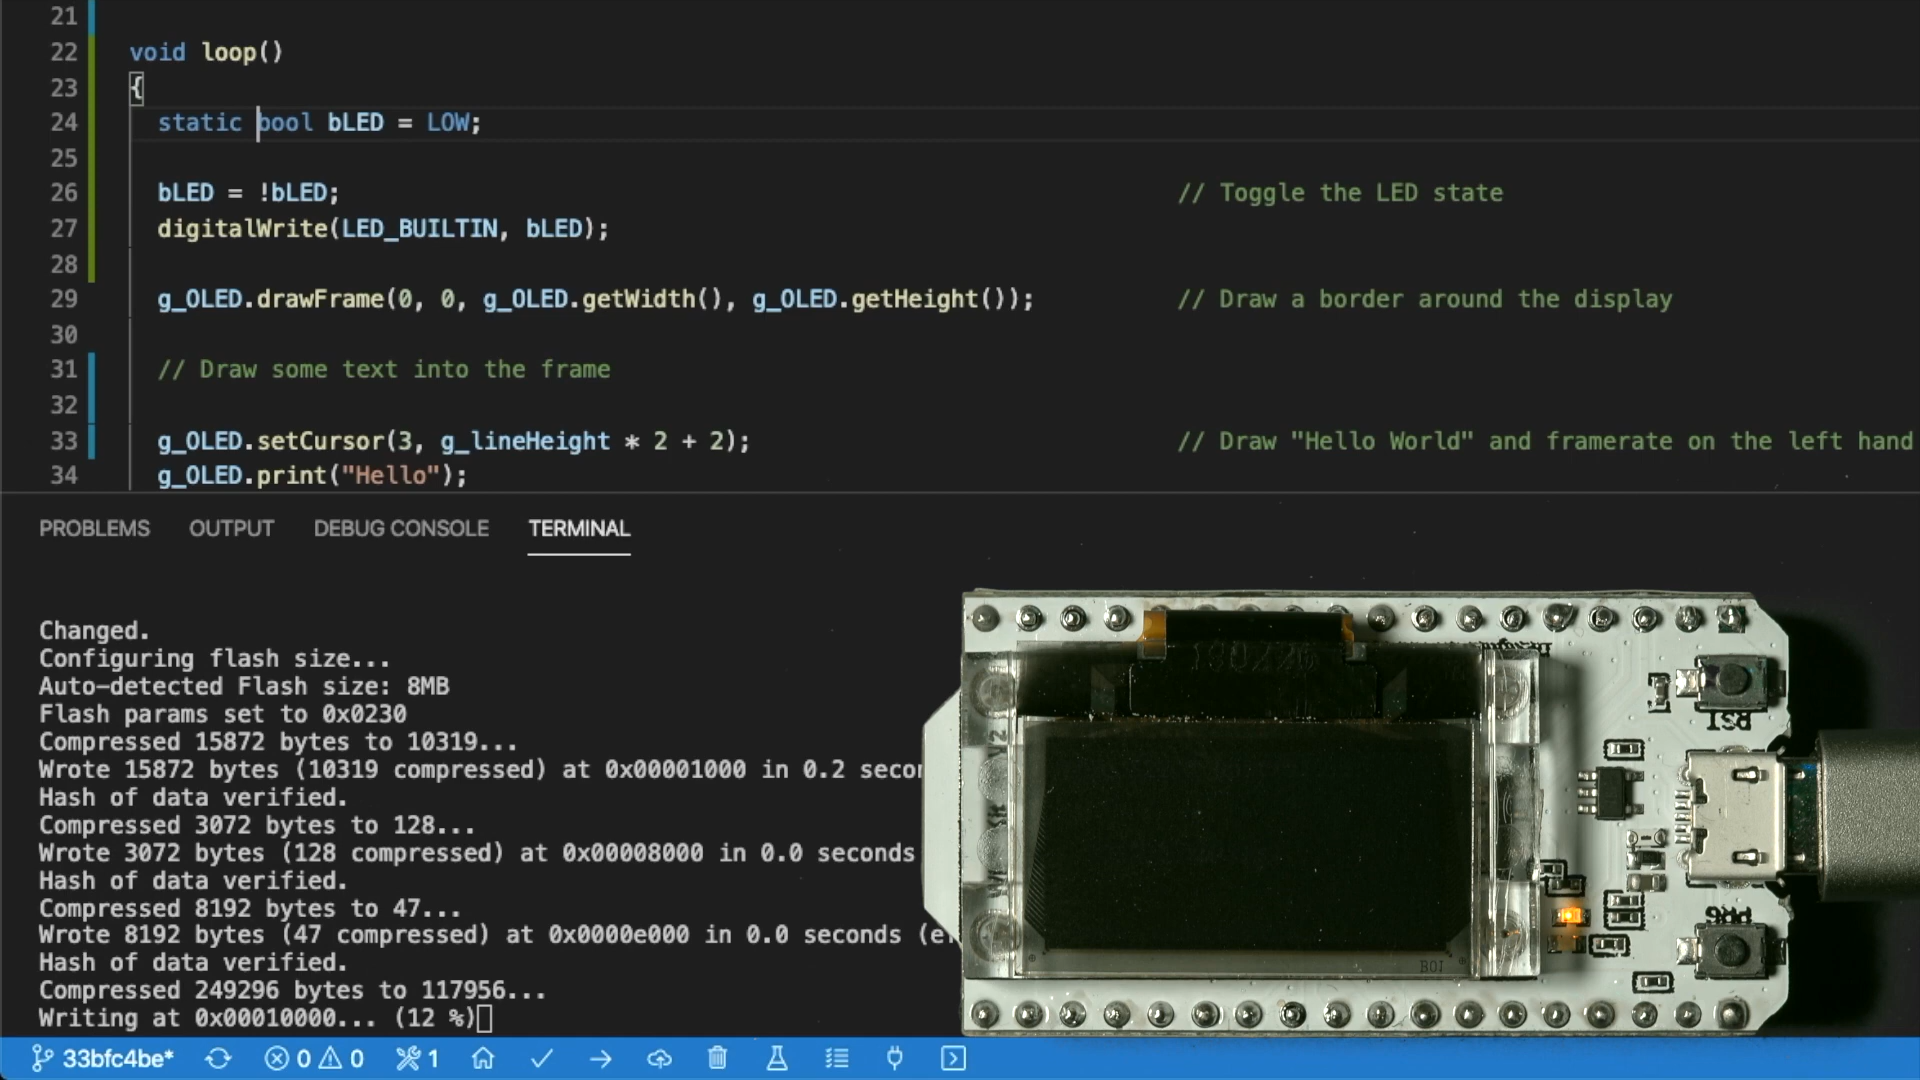 21
22 void loop()
23 {
24 static bool bLED = LOW;
25
26 bLED = !bLED; // Toggle the LED state
27 digitalWrite(LED_BUILTIN, bLED);
28
29 g_OLED.drawFrame(0, 0, g_OLED.getWidth(), g_OLED.getHeight()); // Draw a border around the display
30
31 // Draw some text into the frame
32
33 g_OLED.setCursor(3, g_lineHeight * 2 + 2); // Draw "Hello World" and framerate on the left hand
34 g_OLED.print("Hello");
PROBLEMS OUTPUT DEBUG CONSOLE TERMINAL
Changed.
Configuring flash size...
Auto-detected Flash size: 8MB
Flash params set to 0x0230
Compressed 15872 bytes to 10319...
Wrote 15872 bytes (10319 compressed) at 0x00001000 in 0.2 secon
Hash of data verified.
Compressed 3072 bytes to 128...
Wrote 3072 bytes (128 compressed) at 0x00008000 in 0.0 seconds
Hash of data verified.
Compressed 8192 bytes to 47...
Wrote 8192 bytes (47 compressed) at 0x0000e000 in 0.0 seconds (e
Hash of data verified.
Compressed 249296 bytes to 117956...
Writing at 0x00010000... (12 %)
RST
PRG
33bfc4be* 0 0 1